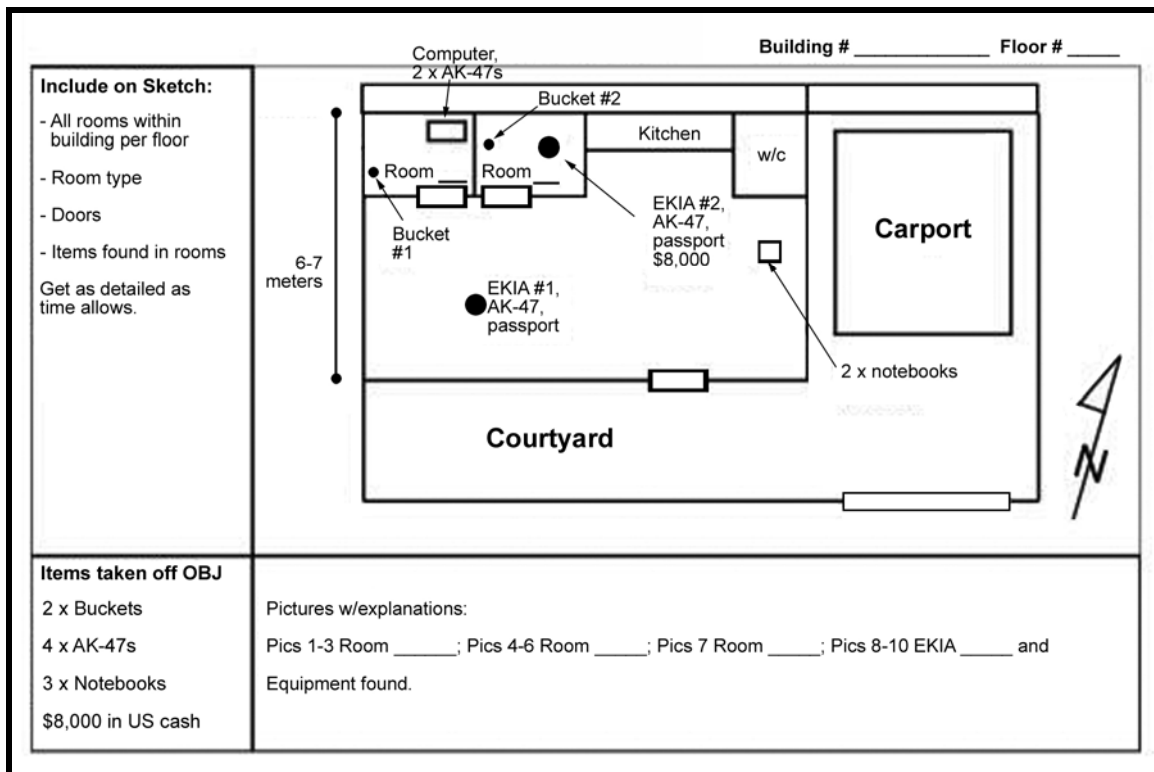 Building # _____________ Floor # _____
Include on Sketch:
- All rooms within
building per floor
- Room type
- Doors
- Items found in rooms
Get as detailed as
time allows.
Computer,
2 x AK-47s
Bucket #2
Kitchen
w/c
Room ___
Room ___
Bucket
#1
EKIA #2,
AK-47,
passport
$8,000
Carport
6-7
meters
EKIA #1,
AK-47,
passport
2 x notebooks
Courtyard
N
Items taken off OBJ
2 x Buckets
4 x AK-47s
3 x Notebooks
$8,000 in US cash
Pictures w/explanations:
Pics 1-3 Room ______; Pics 4-6 Room _____; Pics 7 Room _____; Pics 8-10 EKIA _____ and
Equipment found.